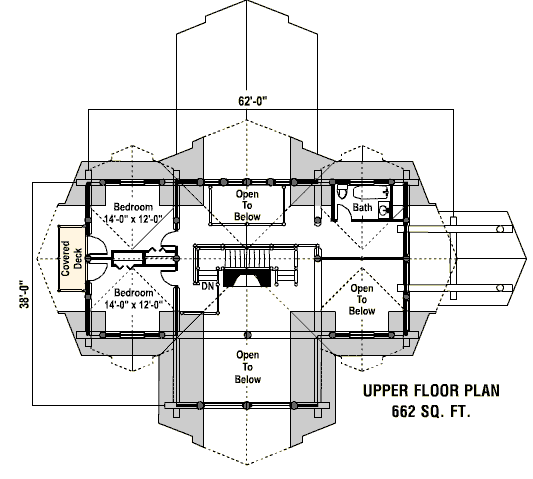 62'-0"
Bedroom
14'-0" x 12'-0"
Open
To
Below
Bath
Covered
Deck
38'-0"
Bedroom
14'-0" x 12'-0"
DN
Open
To
Below
Open
To
Below
UPPER FLOOR PLAN
662 SQ. FT.